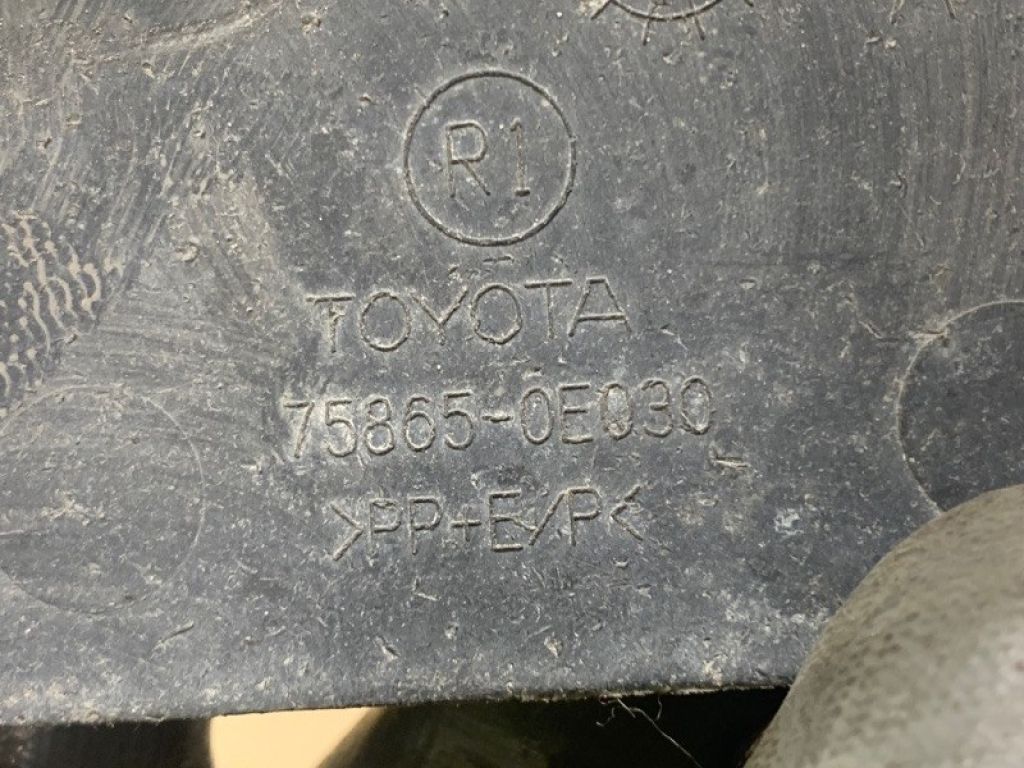 R1
TOYOTA
75865-0E030
>PP+E/P<